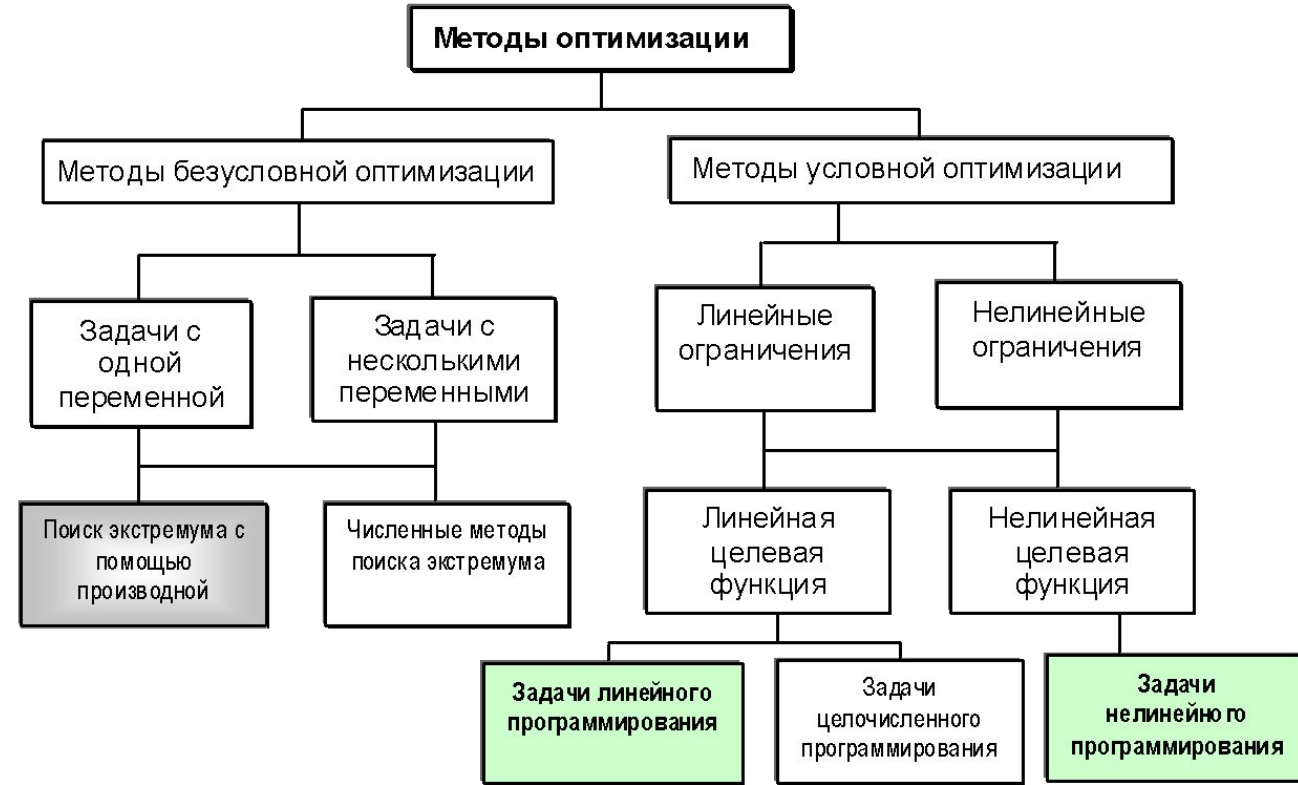 Методы оптимизации
Методы безусловной оптимизации
Методы условной оптимизации
Задачи с
одной
переменной
Задачи с
несколькими
переменными
Линейные
ограничения
Нелинейные
ограничения
Поиск экстремума с
помощью
производной
Численные методы
поиска экстремума
Линейная
целевая
функция
Нелинейная
целевая
функция
Задачи линейного
программирования
Задачи
целочисленного
программирования
Задачи
нелинейного
программирования